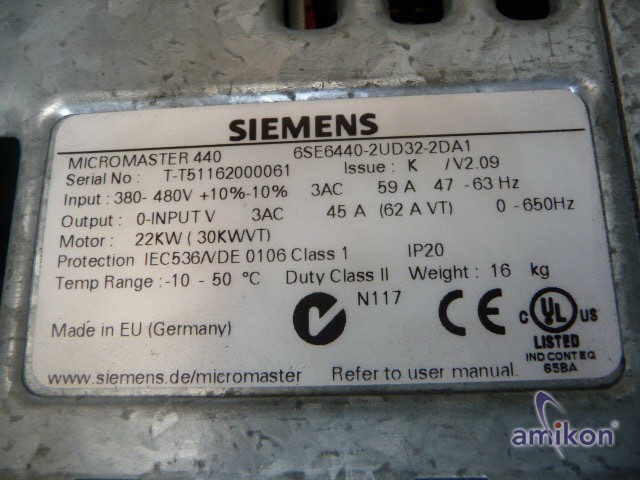 SIEMENS
MICROMASTER 440 6SE6440-2UD32-2DA1
Serial No : T-T51162000061 Issue : K /V2.09
Input : 380- 480V +10%-10% 3AC 59 A 47 - 63 Hz
Output : 0-INPUT V 3AC 45 A (62 A VT) 0 - 650Hz
Motor : 22KW ( 30KWVT)
Protection IEC536/VDE 0106 Class 1 IP20
Temp Range : -10 - 50 °C Duty Class II Weight : 16 kg
N117 CE c UL US
LISTED
Made in EU (Germany) IND CONT EQ
65BA
www.siemens.de/micromaster Refer to user manual.
amikon